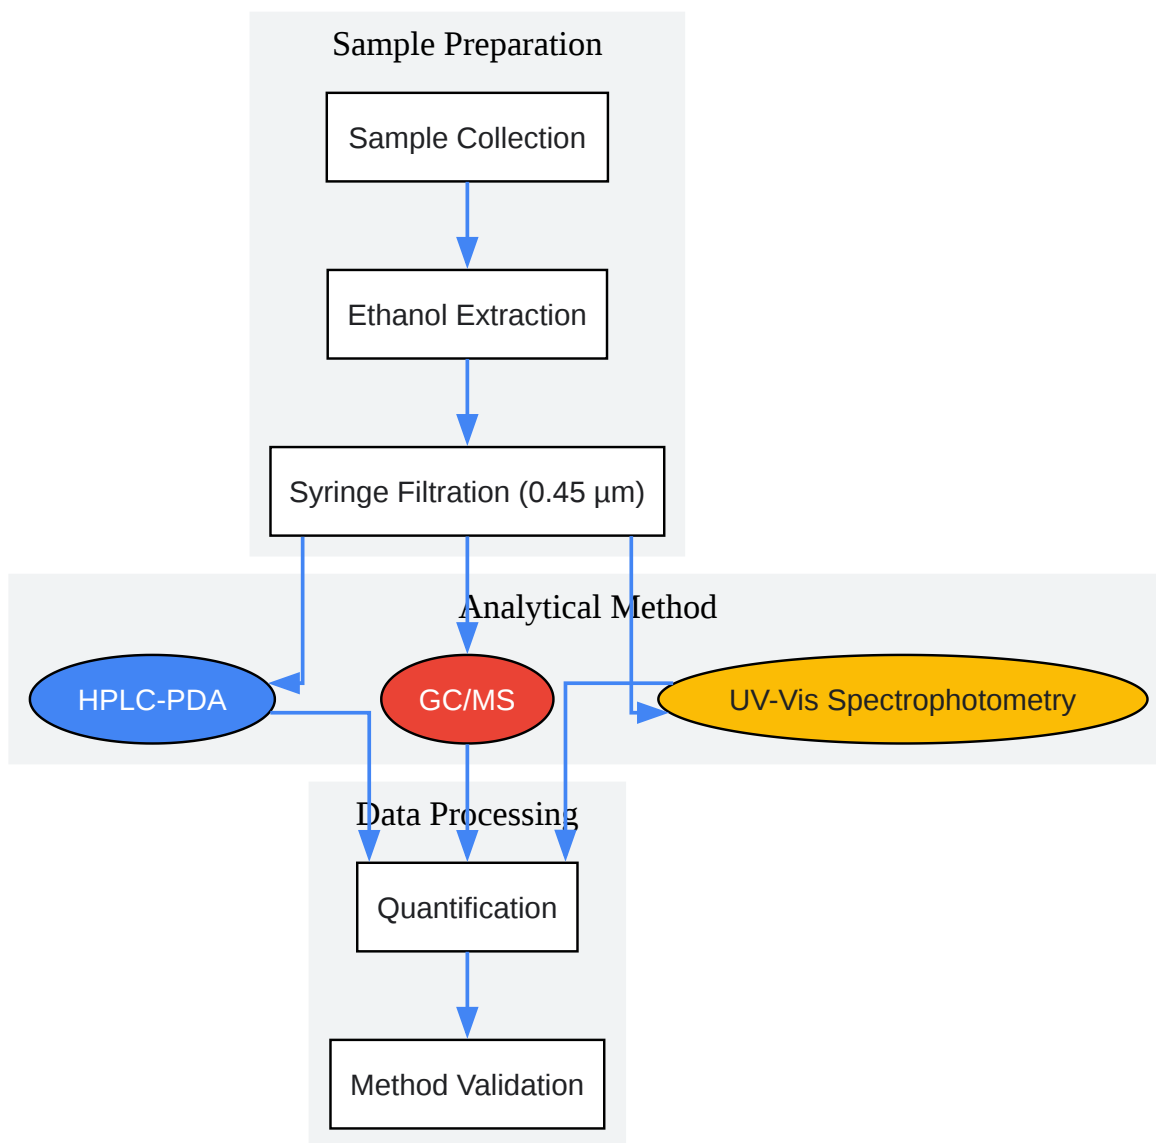 Sample Preparation
Sample Collection
Ethanol Extraction
Syringe Filtration (0.45 µm)
Analytical Method
HPLC-PDA
GC/MS
UV-Vis Spectrophotometry
Data Processing
Quantification
Method Validation